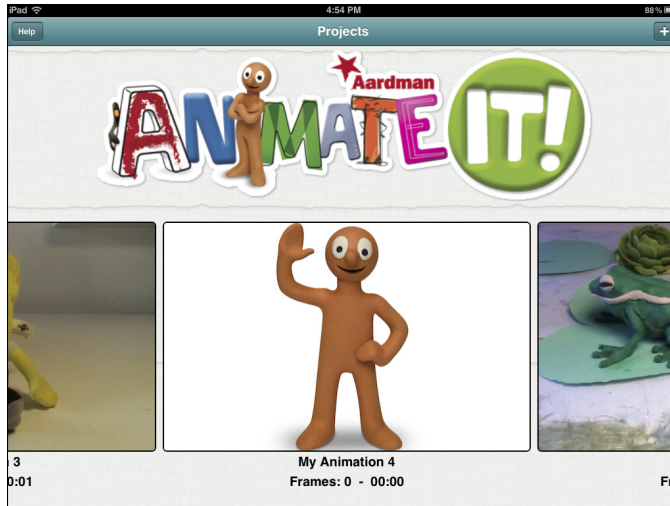 iPad 4:54 PM 88%
Help Projects +
Aardman
ANIMATE IT!
3 My Animation 4
0:01 Frames: 0 - 00:00 Fr